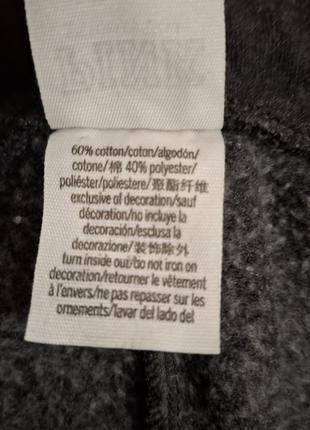 PINK
60% cotton/coton/algodón/
cotone/棉 40% polyester/
poliéster/poliestere/聚酯纤维
exclusive of decoration/sauf
décoration/no incluye la
decoración/esclusa la
decorazione/装饰除外
turn inside out/do not iron on
decoration/retourner le vêtement
à l'envers/ne pas repasser sur les
ornements/lavar del lado del